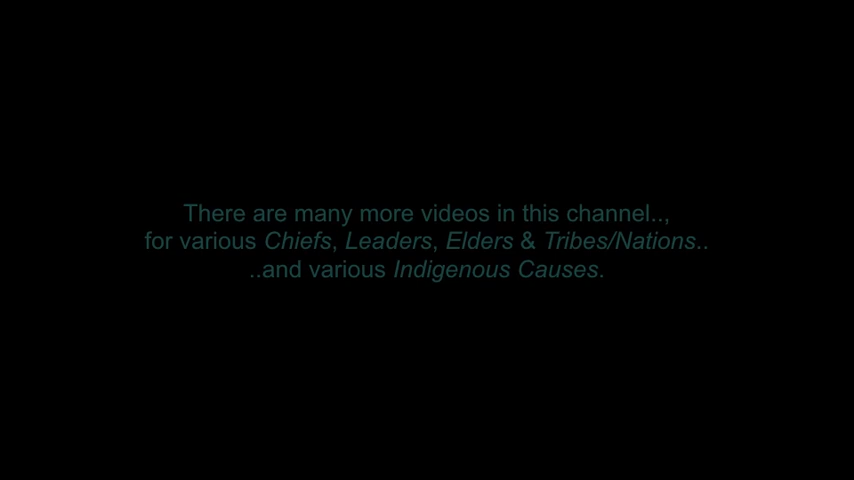 There are many more videos in this channel..,
for various Chiefs, Leaders, Elders & Tribes/Nations..
..and various Indigenous Causes.